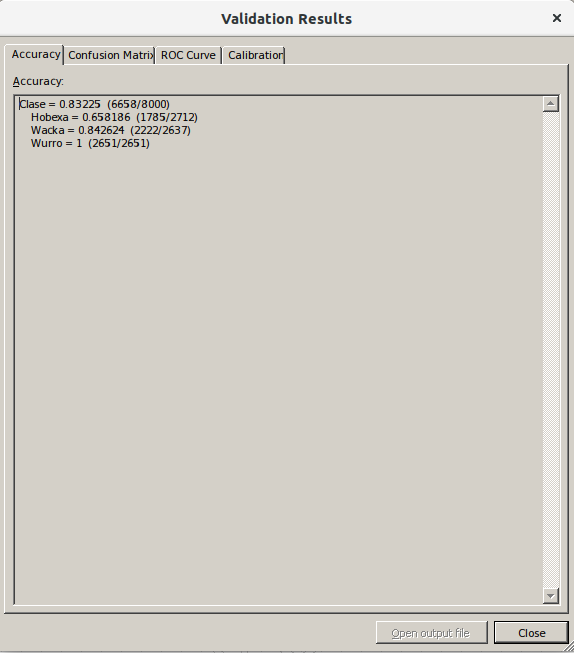 Validation Results
Accuracy Confusion Matrix ROC Curve Calibration
Accuracy:
Clase = 0.83225 (6658/8000)
Hobexa = 0.658186 (1785/2712)
Wacka = 0.842624 (2222/2637)
Wurro = 1 (2651/2651)
Open output file Close